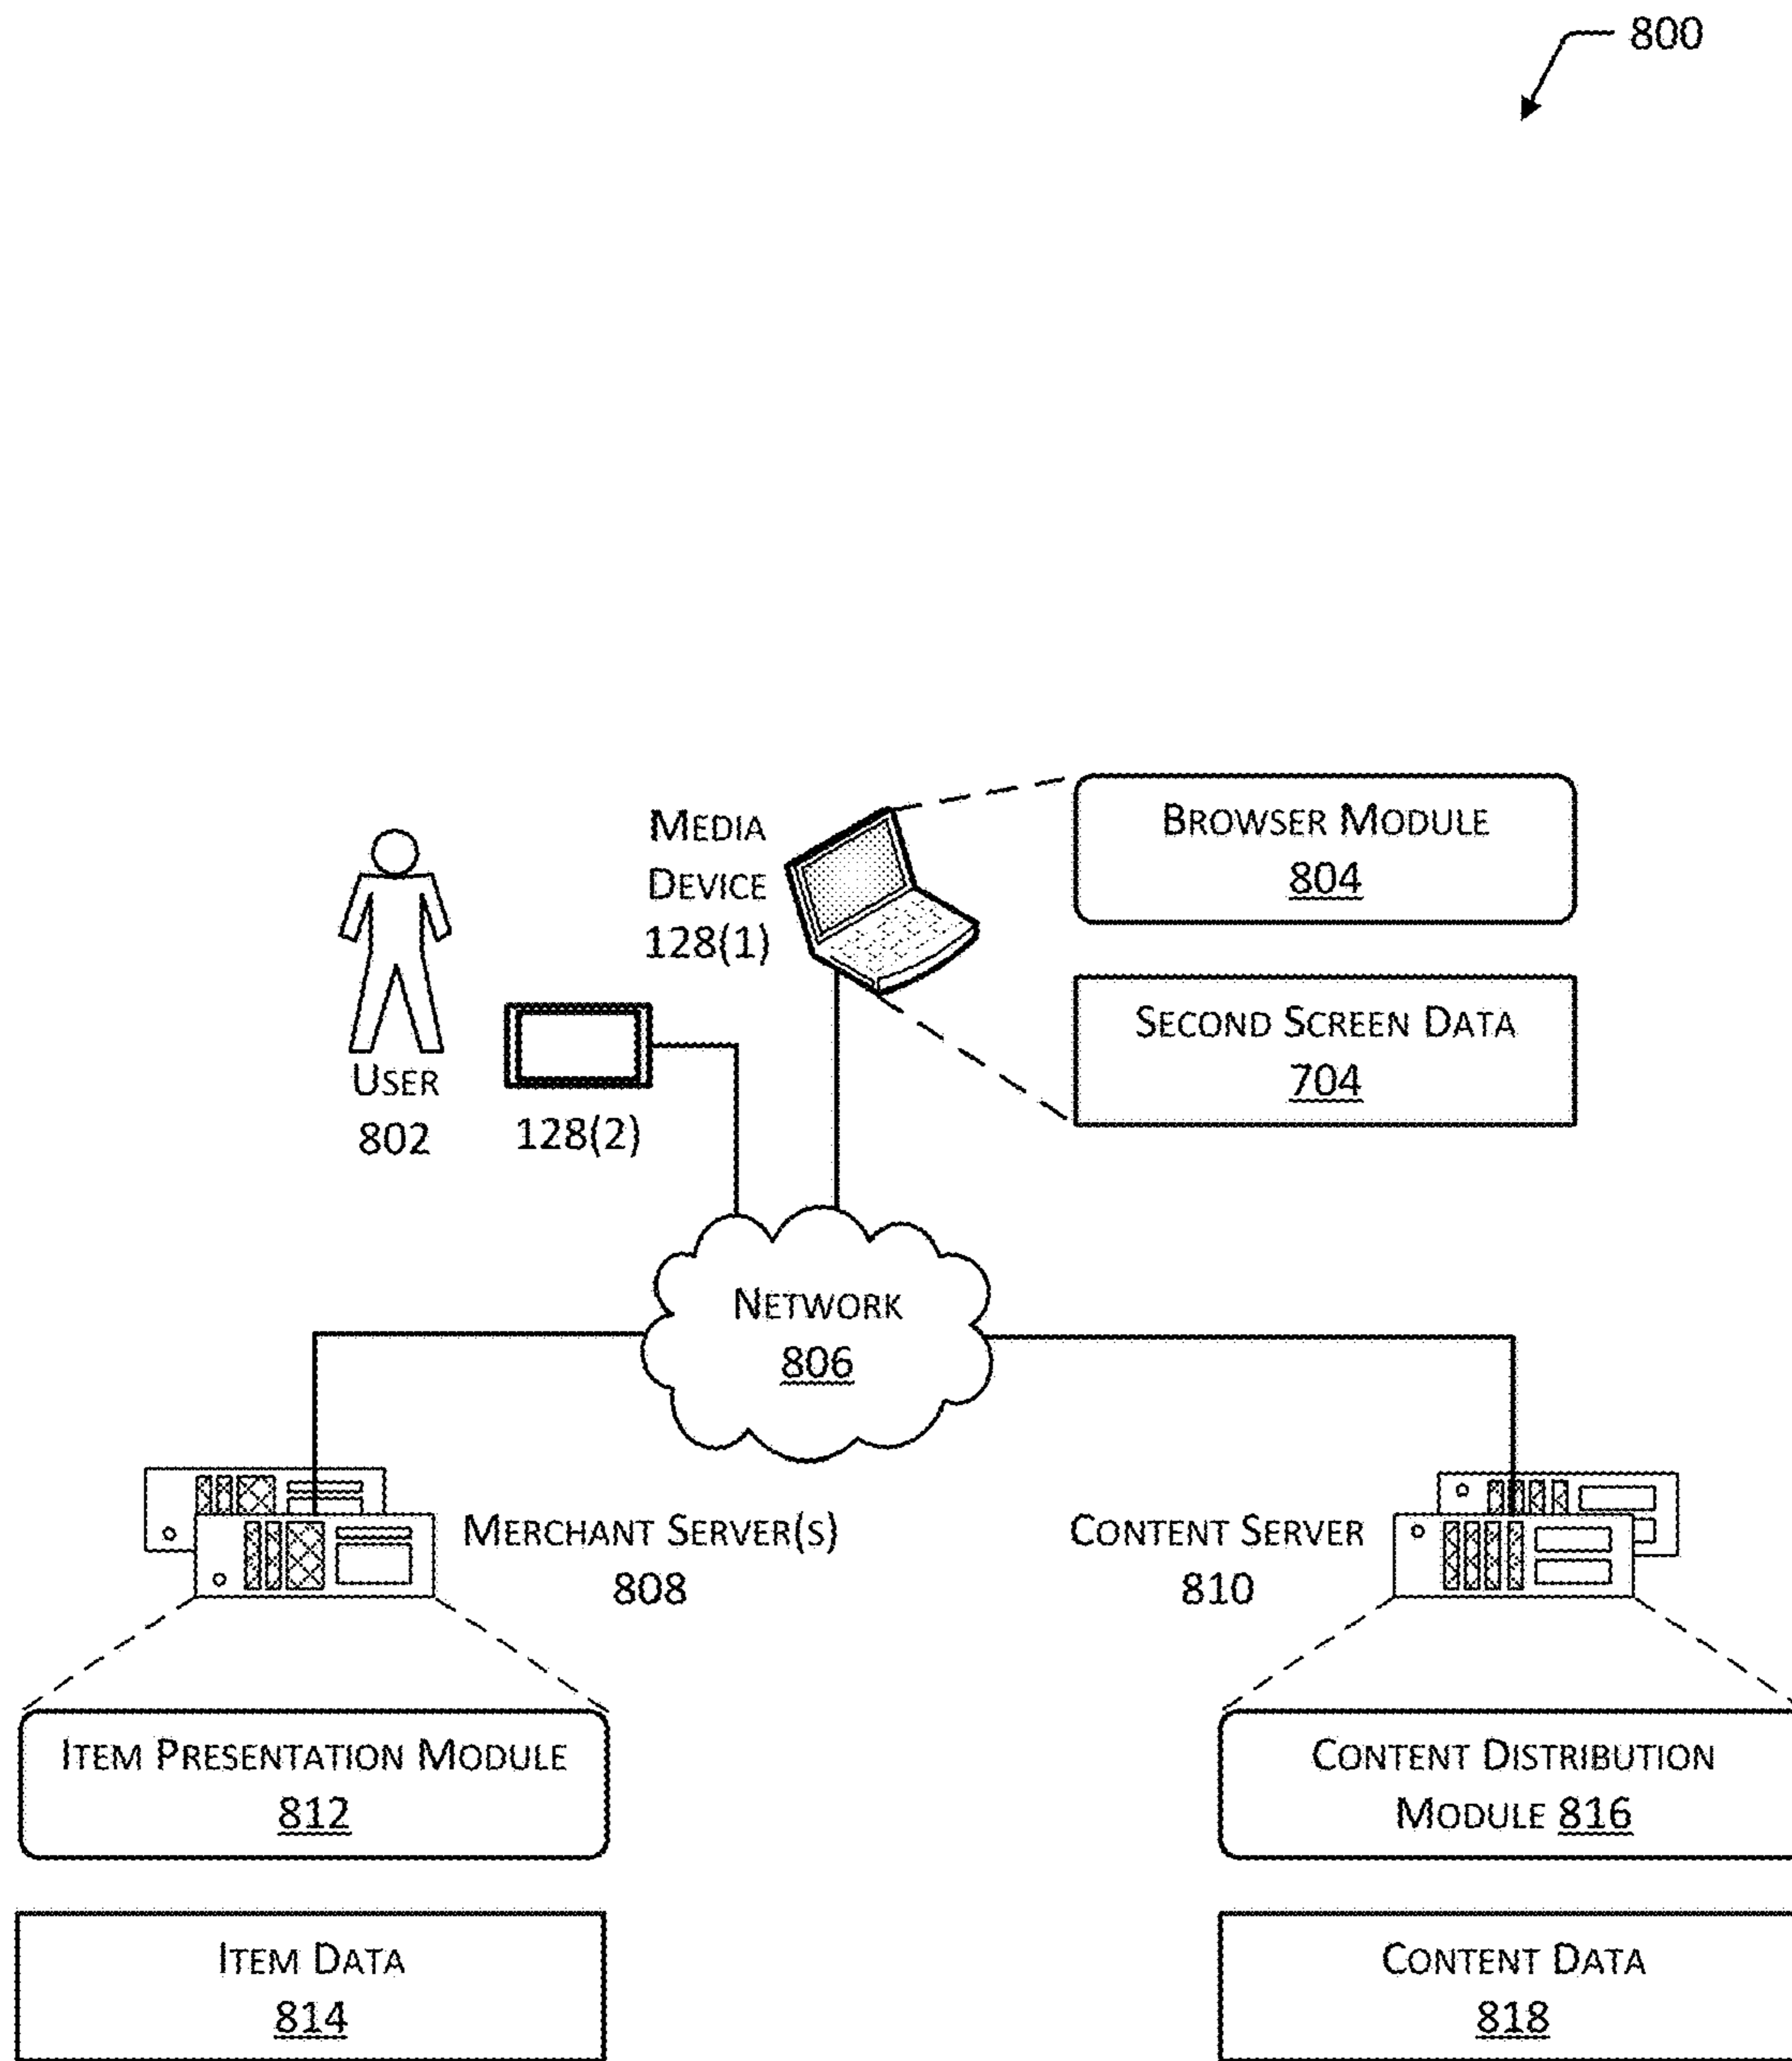 800
MEDIA
DEVICE
128(1)
BROWSER MODULE
804
SECOND SCREEN DATA
704
USER
802
128(2)
NETWORK
806
MERCHANT SERVER(S)
808
CONTENT SERVER
810
ITEM PRESENTATION MODULE
812
CONTENT DISTRIBUTION
MODULE 816
ITEM DATA
814
CONTENT DATA
818